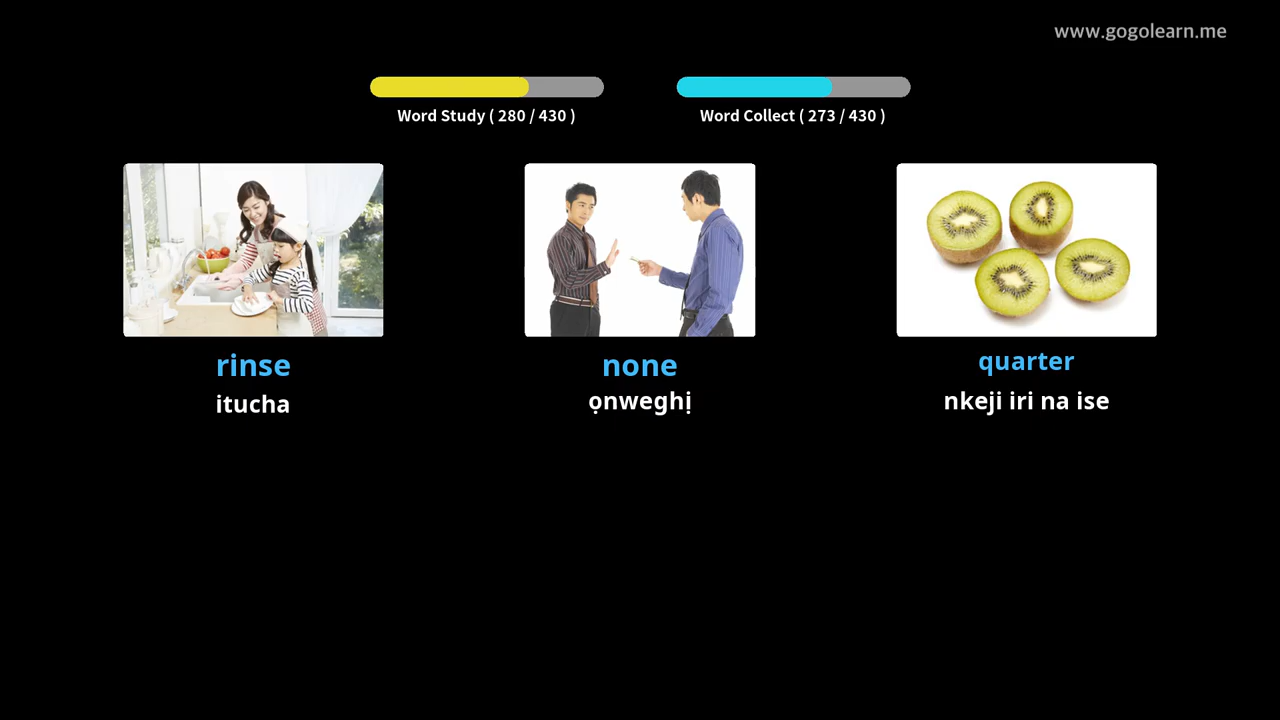 www.gogolearn.me
Word Study ( 280 / 430 )
Word Collect ( 273 / 430 )
rinse
itucha
none
ọnweghị
quarter
nkeji iri na ise